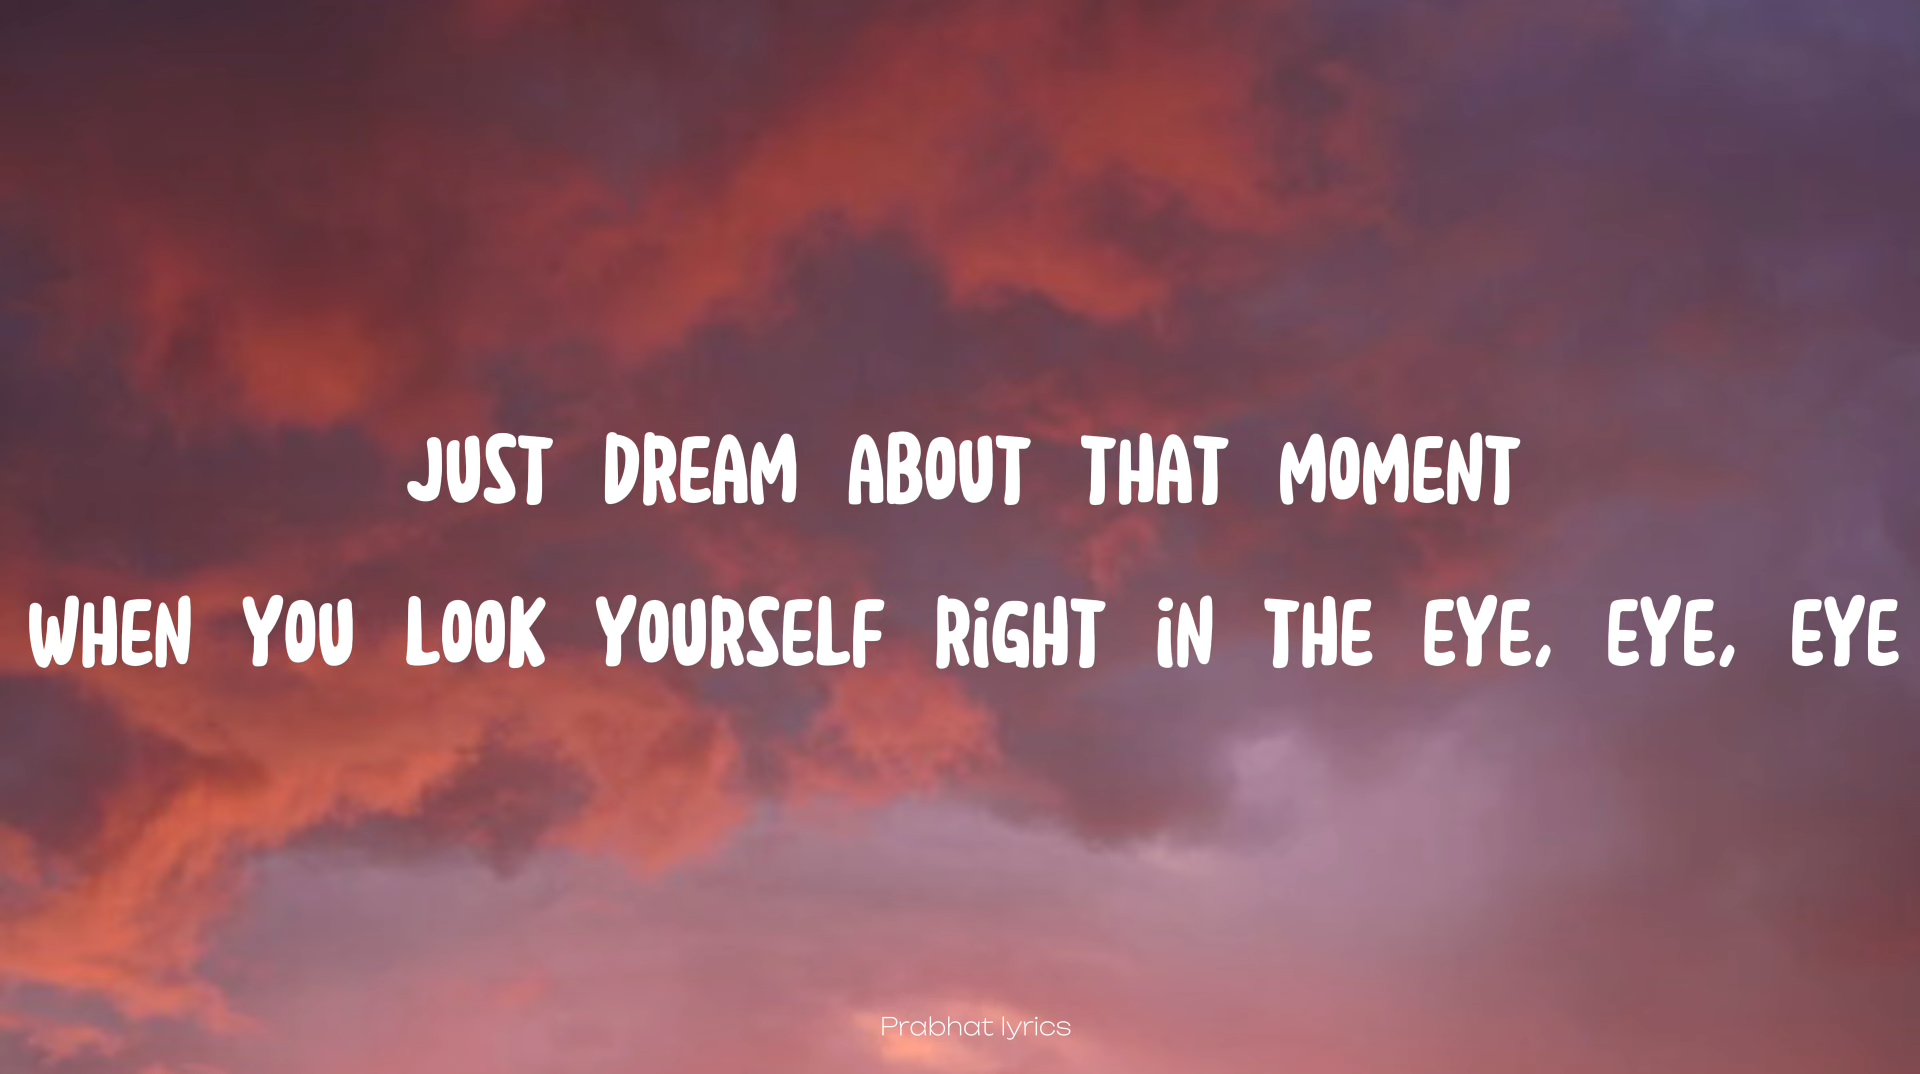 JUST DREAM ABOUT THAT MOMENT
WHEN YOU LOOK YOURSELF RiGHT iN THE EYE, EYE, EYE
Prabhat lyrics